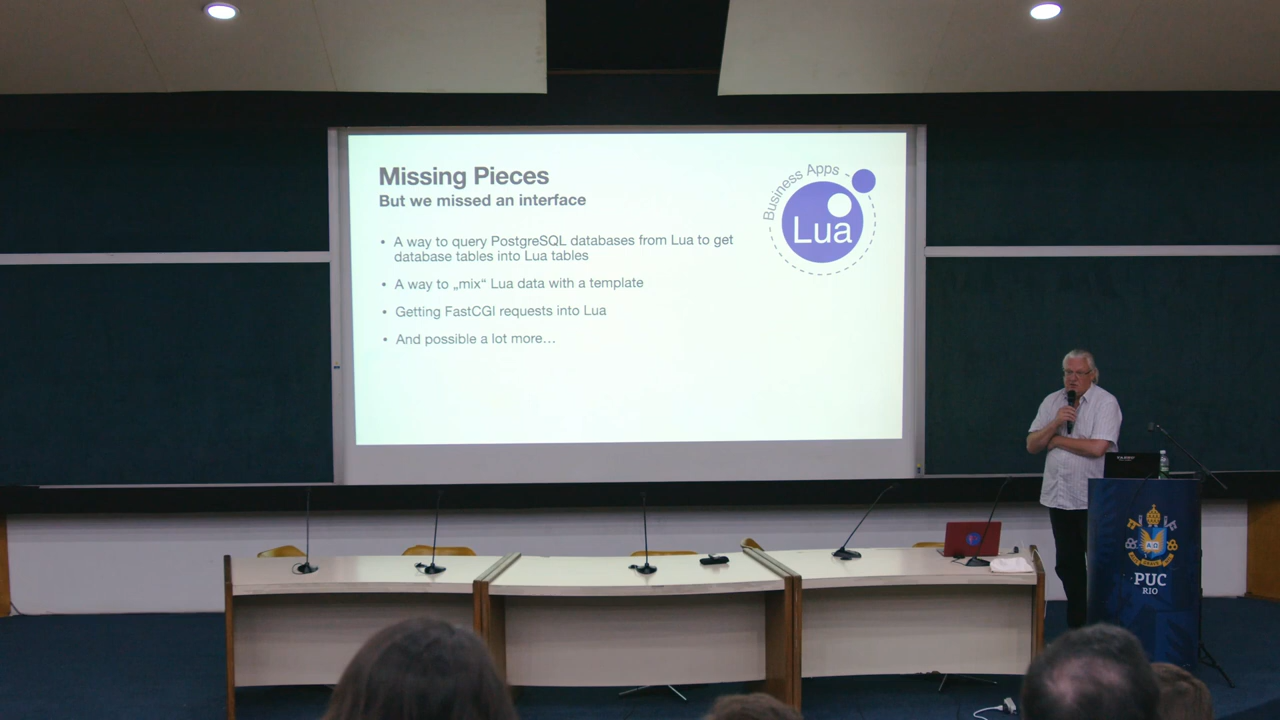 Missing Pieces
But we missed an interface
• A way to query PostgreSQL databases from Lua to get
database tables into Lua tables
• A way to „mix“ Lua data with a template
• Getting FastCGI requests into Lua
• And possible a lot more…
Business Apps
Lua
PUC
RIO